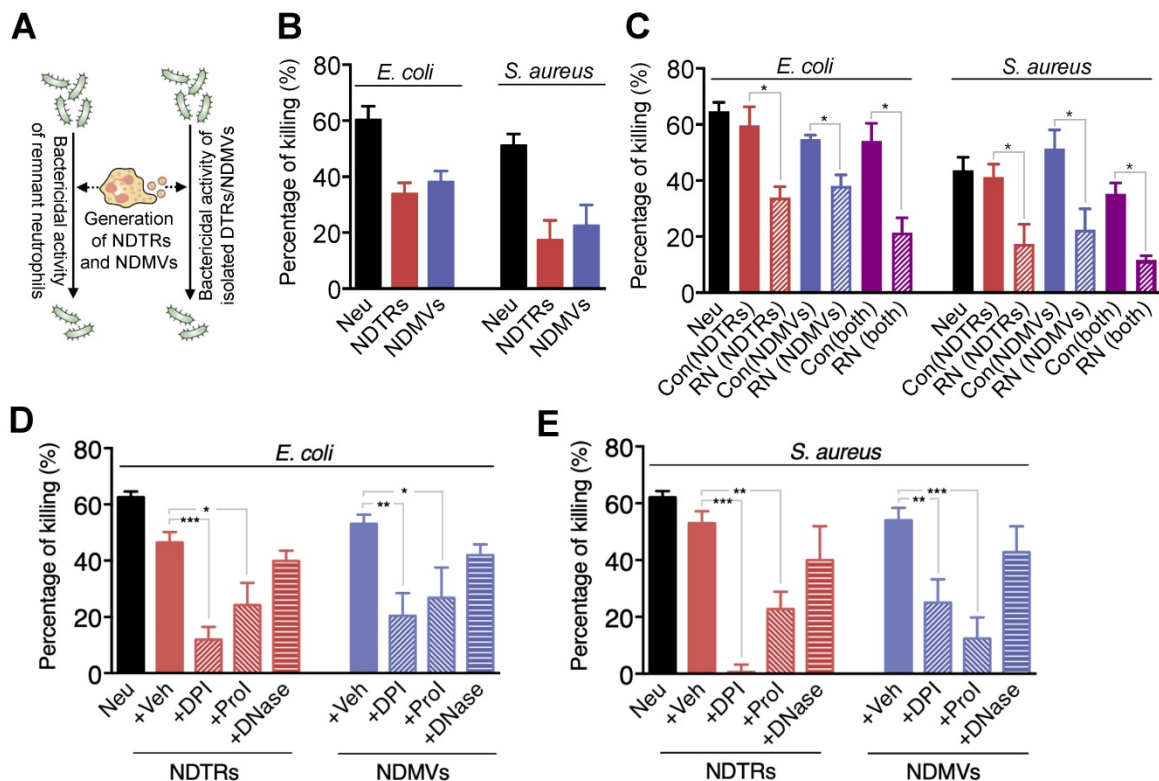 A
Bactericidal activity
of remnant neutrophils
Generation
of NDTRs
and NDMVs
Bactericidal activity of
isolated DTRs/NDMVs
B
Percentage of killing (%)
80
60
40
20
0
E. coli
S. aureus
Neu
NDTRs
NDMVs
Neu
NDTRs
NDMVs
C
Percentage of killing (%)
80
60
40
20
0
E. coli
S. aureus
*
*
*
*
*
*
Neu
Con(NDTRs)
RN (NDTRs)
Con(NDMVs)
RN (NDMVs)
Con(both)
RN (both)
Neu
Con(NDTRs)
RN (NDTRs)
Con(NDMVs)
RN (NDMVs)
Con(both)
RN (both)
D
Percentage of killing (%)
80
60
40
20
0
E. coli
*
***
*
**
Neu
+Veh
+DPI
+ProI
+DNase
+Veh
+DPI
+ProI
+DNase
NDTRs
NDMVs
E
Percentage of killing (%)
80
60
40
20
0
S. aureus
**
***
***
**
Neu
+Veh
+DPI
+ProI
+DNase
+Veh
+DPI
+ProI
+DNase
NDTRs
NDMVs